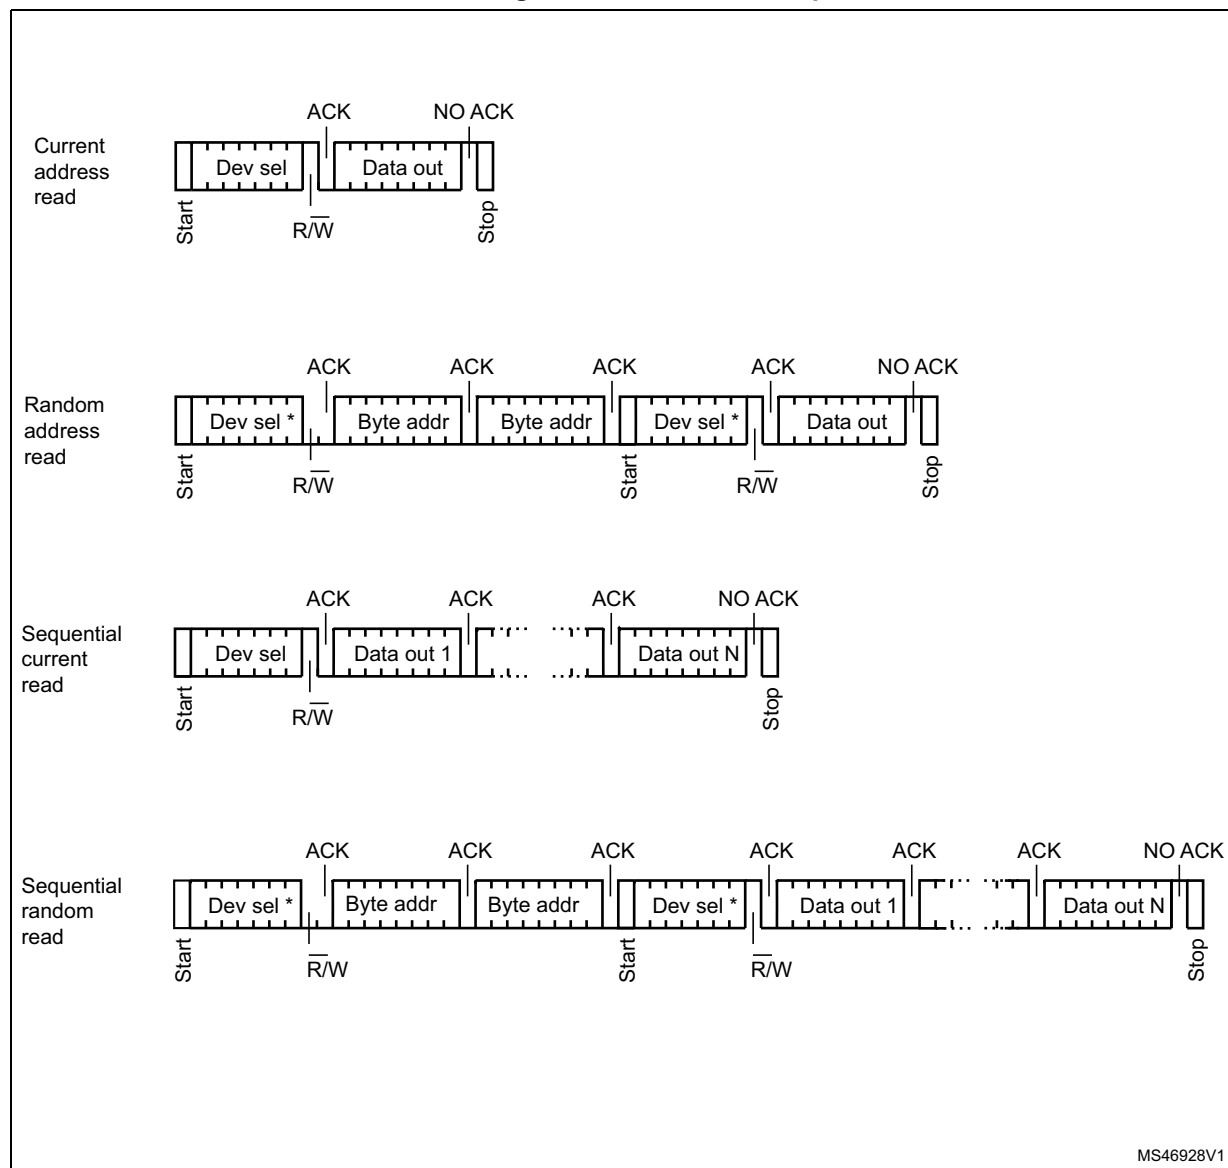 ACK NO ACK
Current
address
read
Dev sel Data out
Start R/W̅ Stop
ACK ACK ACK ACK NO ACK
Random
address
read
Dev sel * Byte addr Byte addr Dev sel * Data out
Start R/W̅ Start R/W̅ Stop
ACK ACK ACK NO ACK
Sequential
current
read
Dev sel Data out 1 Data out N
Start R/W̅ Stop
ACK ACK ACK ACK ACK ACK NO ACK
Sequential
random
read
Dev sel * Byte addr Byte addr Dev sel * Data out 1 Data out N
Start R̅/W Start R̅/W Stop
MS46928V1